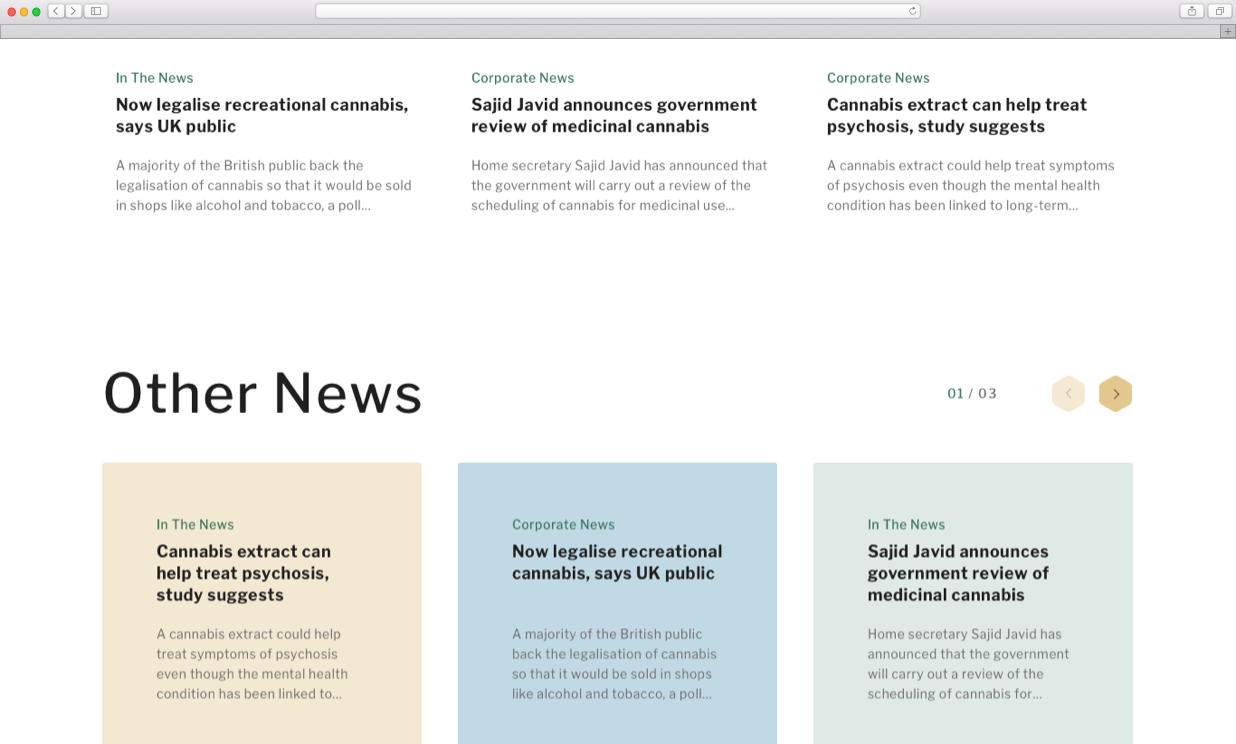 In The News
Now legalise recreational cannabis,
says UK public
A majority of the British public back the
legalisation of cannabis so that it would be sold
in shops like alcohol and tobacco, a poll...
Corporate News
Sajid Javid announces government
review of medicinal cannabis
Home secretary Sajid Javid has announced that
the government will carry out a review of the
scheduling of cannabis for medicinal use...
Corporate News
Cannabis extract can help treat
psychosis, study suggests
A cannabis extract could help treat symptoms
of psychosis even though the mental health
condition has been linked to long-term...
Other News
01 / 03
In The News
Cannabis extract can
help treat psychosis,
study suggests
A cannabis extract could help
treat symptoms of psychosis
even though the mental health
condition has been linked to...
Corporate News
Now legalise recreational
cannabis, says UK public
A majority of the British public
back the legalisation of cannabis
so that it would be sold in shops
like alcohol and tobacco, a poll...
In The News
Sajid Javid announces
government review of
medicinal cannabis
Home secretary Sajid Javid has
announced that the government
will carry out a review of the
scheduling of cannabis for...